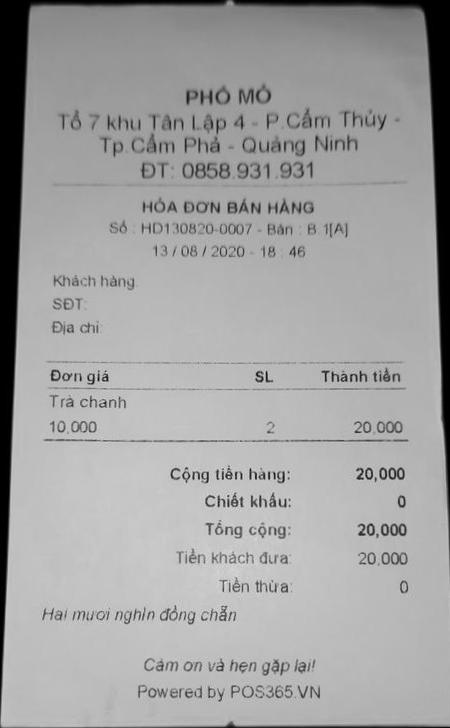 PHỐ MỎ
Tổ 7 khu Tân Lập 4 - P.Cẩm Thủy -
Tp.Cẩm Phả - Quảng Ninh
ĐT: 0858.931.931
HÓA ĐƠN BÁN HÀNG
Số : HD130820-0007 - Bàn : B.1[A]
13 / 08 / 2020 - 18 : 46
Khách hàng:
SĐT:
Địa chỉ:
Đơn giá SL Thành tiền
Trà chanh
10,000 2 20,000
Cộng tiền hàng: 20,000
Chiết khấu: 0
Tổng cộng: 20,000
Tiền khách đưa: 20,000
Tiền thừa: 0
Hai mươi nghìn đồng chẵn
Cảm ơn và hẹn gặp lại!
Powered by POS365.VN